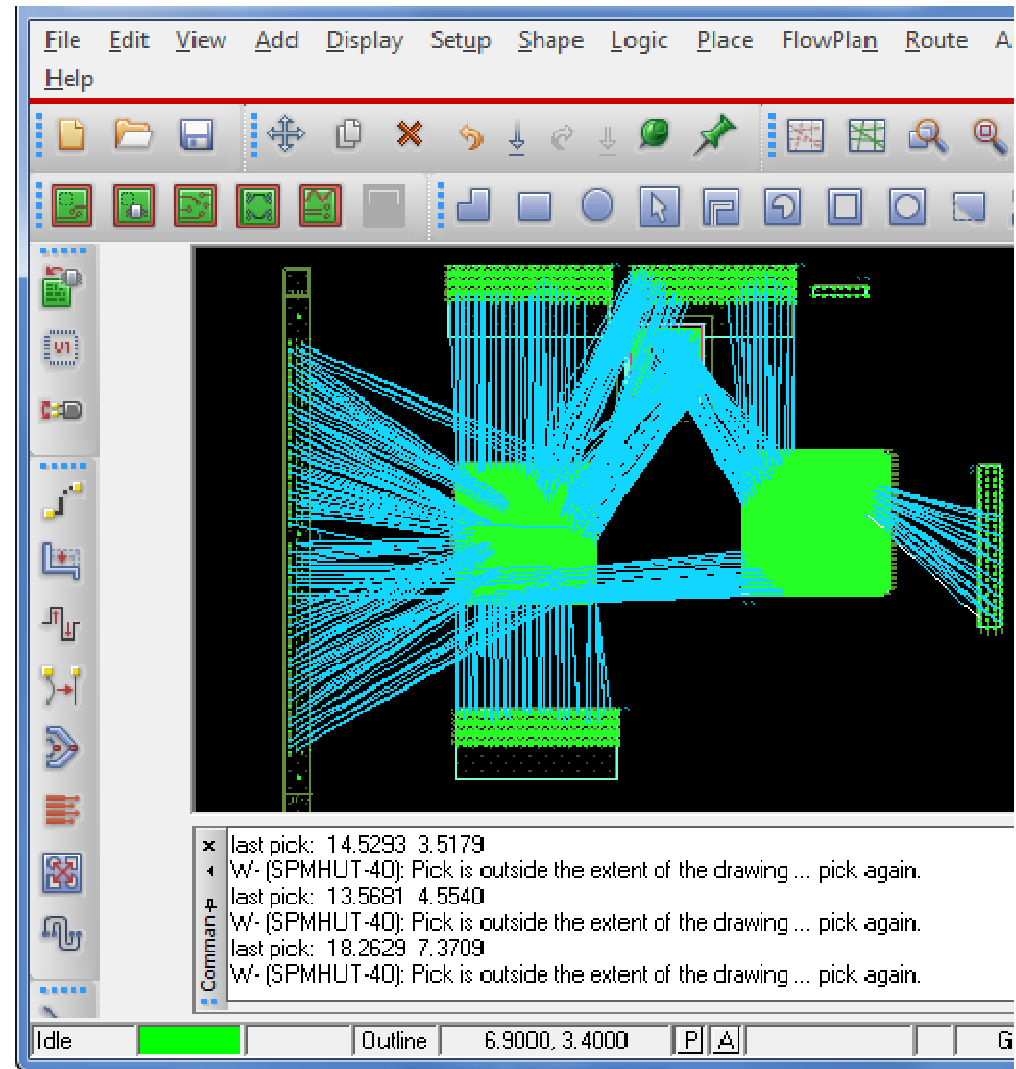 File Edit View Add Display Setup Shape Logic Place FlowPlan Route A
Help
V1
last pick: 14.5293 3.5179
W- (SPMHUT-40): Pick is outside the extent of the drawing ... pick again.
last pick: 13.5681 4.5540
W- (SPMHUT-40): Pick is outside the extent of the drawing ... pick again.
last pick: 18.2629 7.3709
W- (SPMHUT-40): Pick is outside the extent of the drawing ... pick again.
Comman
Idle Outline 6.9000, 3.4000 P A G